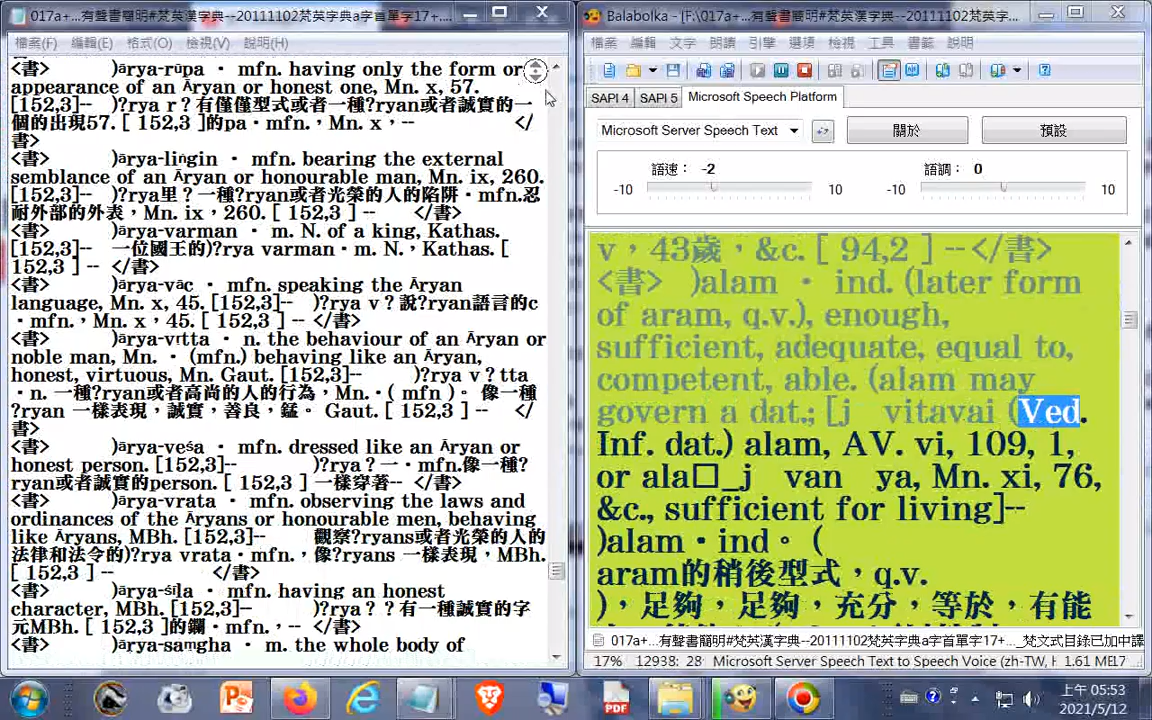 017a+...有聲書簡明#梵英漢字典--20111102梵英字典a字首單字17+...
檔案(F) 編輯(E) 格式(O) 檢視(V) 說明(H)
<書> )ārya-rūpa · mfn. having only the form or
appearance of an Āryan or honest one, Mn. x, 57.
[152,3]-- )?rya r？有僅僅型式或者一種?ryan或者誠實的一
個的出現57. [ 152,3 ]的pa·mfn.，Mn. x，-- </
書>
<書> )ārya-liṅgin · mfn. bearing the external
semblance of an Āryan or honourable man, Mn. ix, 260.
[152,3]-- )?rya里？一種?ryan或者光榮的人的陷阱·mfn.忍
耐外部的外表，Mn. ix，260. [ 152,3 ] -- </書>
<書> )ārya-varman · m. N. of a king, Kathas.
[152,3]-- 一位國王的)?rya varman·m. N.，Kathas. [
152,3 ] -- </書>
<書> )ārya-vāc · mfn. speaking the Āryan
language, Mn. x, 45. [152,3]-- )?rya v？說?ryan語言的c
·mfn.，Mn. x，45. [ 152,3 ] -- </書>
<書> )ārya-vṛtta · n. the behaviour of an Āryan or
noble man, Mn. · (mfn.) behaving like an Āryan,
honest, virtuous, Mn. Gaut. [152,3]-- )?rya v？tta
·n. 一種?ryan或者高尚的人的行為，Mn.·( mfn )。 像一種
?ryan 一樣表現，誠實，善良，錳。 Gaut. [ 152,3 ] -- </
書>
<書> )ārya-veśa · mfn. dressed like an Āryan or
honest person. [152,3]-- )?rya？一·mfn.像一種?
ryan或者誠實的person. [ 152,3 ] 一樣穿著-- </書>
<書> )ārya-vrata · mfn. observing the laws and
ordinances of the Āryans or honourable men, behaving
like Āryans, MBh. [152,3]-- 觀察?ryans或者光榮的人的
法律和法令的)?rya vrata·mfn.，像?ryans 一樣表現，MBh.
[ 152,3 ] -- </書>
<書> )ārya-śīla · mfn. having an honest
character, MBh. [152,3]-- )?rya？？有一種誠實的字
元MBh. [ 152,3 ]的鑭·mfn.，-- </書>
<書> )ārya-saṃgha · m. the whole body of
Balabolka - [F:\017a+...有聲書簡明#梵英漢字典--20111102梵英字...
檔案 編輯 文字 朗讀 引擎 選項 檢視 工具 書籤 說明
SAPI 4 SAPI 5 Microsoft Speech Platform
Microsoft Server Speech Text 關於 預設
語速： -2 語調： 0
-10 10 -10 10
v，43歲，&c. [ 94,2 ] --</書>
<書> )alam · ind. (later form
of aram, q.v.), enough,
sufficient, adequate, equal to,
competent, able. (alam may
govern a dat.; [j vitavai (Ved.
Inf. dat.) alam, AV. vi, 109, 1,
or ala□_j van ya, Mn. xi, 76,
&c., sufficient for living]--
)alam·ind。 (
aram的稍後型式，q.v.
)，足夠，足夠，充分，等於，有能
017a+...有聲書簡明#梵英漢字典--20111102梵英字典a字首單字17+..._梵文式目錄已加中譯
17% 12938: 28 Microsoft Server Speech Text to Speech Voice (zh-TW, H 1.61 МБ7
上午 05:53
2021/5/12